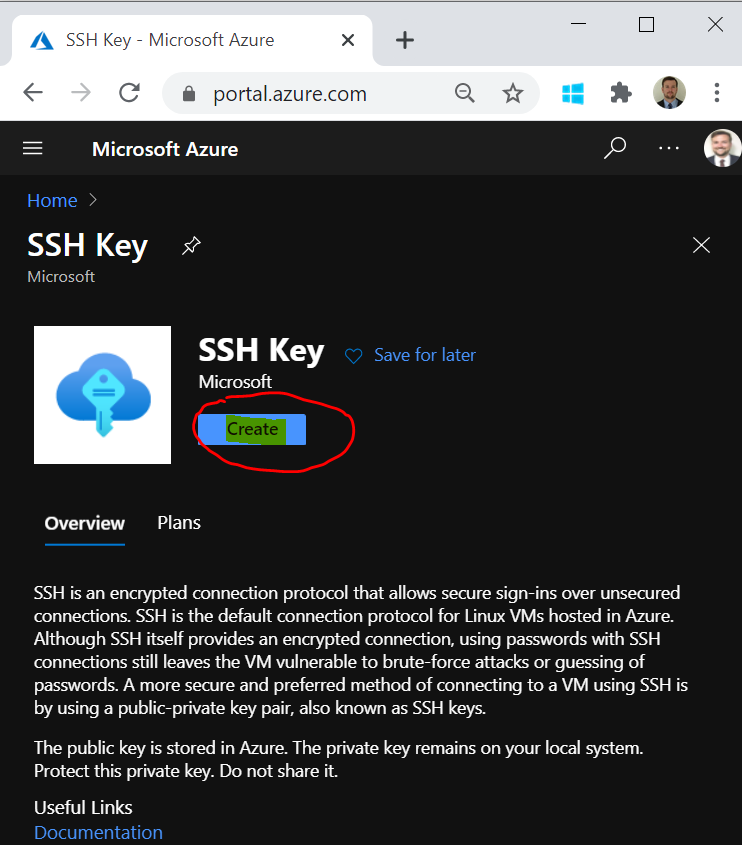 SSH Key - Microsoft Azure
portal.azure.com
Microsoft Azure
Home
SSH Key
Microsoft
SSH Key
Save for later
Microsoft
Create
Overview Plans
SSH is an encrypted connection protocol that allows secure sign-ins over unsecured
connections. SSH is the default connection protocol for Linux VMs hosted in Azure.
Although SSH itself provides an encrypted connection, using passwords with SSH
connections still leaves the VM vulnerable to brute-force attacks or guessing of
passwords. A more secure and preferred method of connecting to a VM using SSH is
by using a public-private key pair, also known as SSH keys.
The public key is stored in Azure. The private key remains on your local system.
Protect this private key. Do not share it.
Useful Links
Documentation